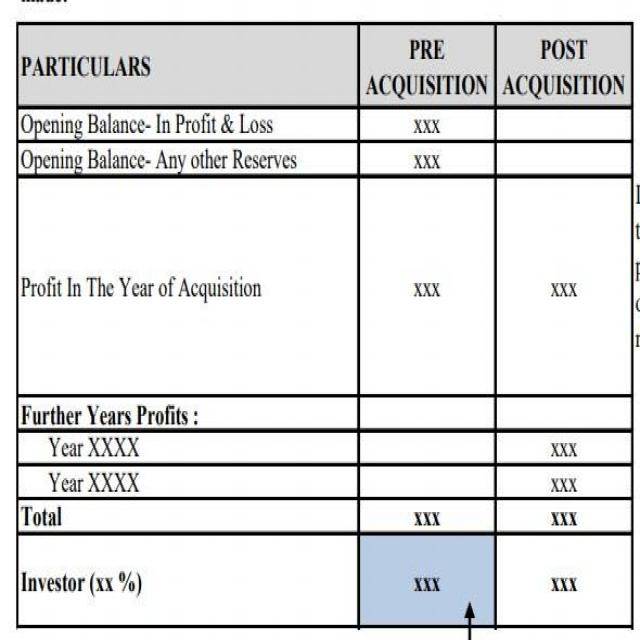 PARTICULARS PRE ACQUISITION POST ACQUISITION
Opening Balance- In Profit & Loss xxx
Opening Balance- Any other Reserves xxx
Profit In The Year of Acquisition xxx xxx
Further Years Profits :
Year XXXX xxx
Year XXXX xxx
Total xxx xxx
Investor (xx %) xxx xxx